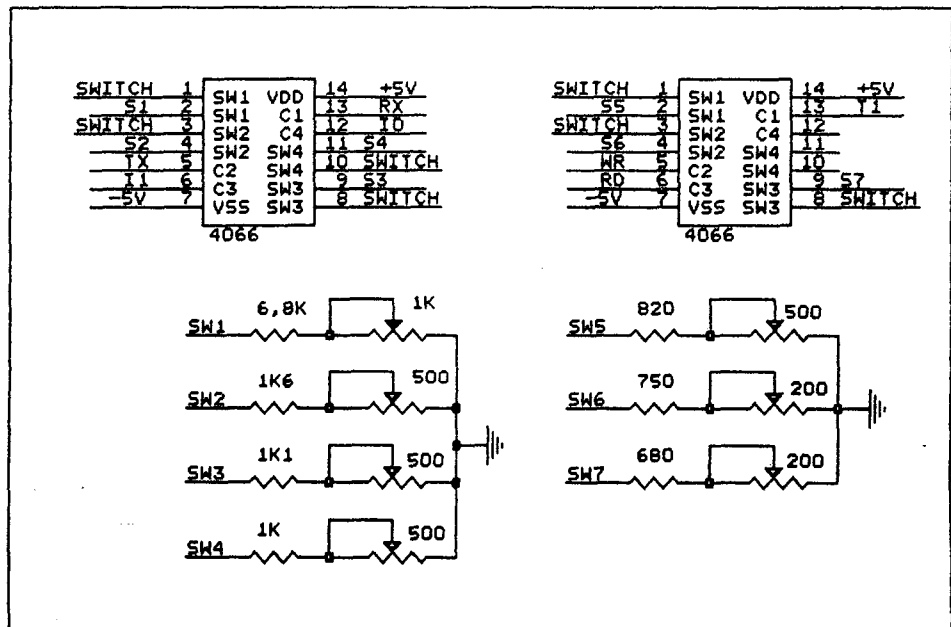 SWITCH 1 SW1 VDD 14 +5V
S1 2 SW1 C1 13 RX
SWITCH 3 SW2 C4 12 IO
S2 4 SW2 SW4 11 S4
TX 5 C2 SW4 10 SWITCH
I1 6 C3 SW3 9 S3
-5V 7 VSS SW3 8 SWITCH
4066
SWITCH 1 SW1 VDD 14 +5V
S5 2 SW1 C1 13 T1
SWITCH 3 SW2 C4 12
S6 4 SW2 SW4 11
WR 5 C2 SW4 10
RD 6 C3 SW3 9 S7
-5V 7 VSS SW3 8 SWITCH
4066
6,8K 1K
SW1
1K6 500
SW2
1K1 500
SW3
1K 500
SW4
820 500
SW5
750 200
SW6
680 200
SW7